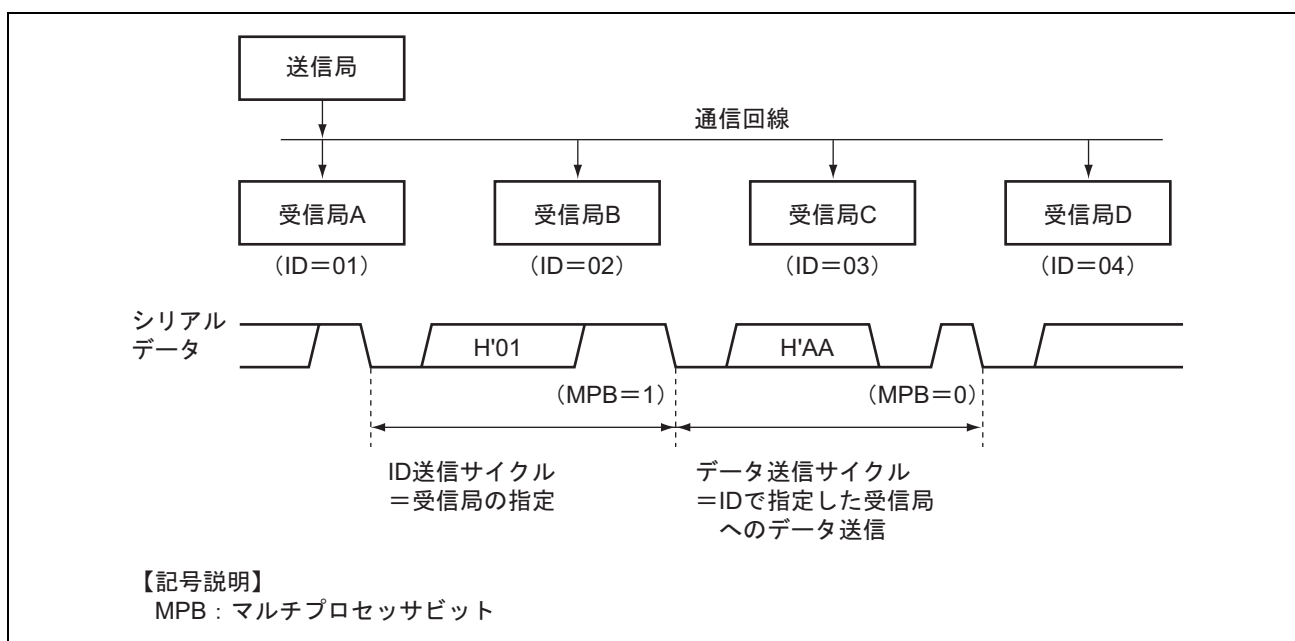 送信局
通信回線
受信局A
受信局B
受信局C
受信局D
（ID＝01）
（ID＝02）
（ID＝03）
（ID＝04）
シリアル
データ
H'01
H'AA
（MPB＝1）
（MPB＝0）
ID送信サイクル
＝受信局の指定
データ送信サイクル
＝IDで指定した受信局
へのデータ送信
【記号説明】
MPB：マルチプロセッサビット